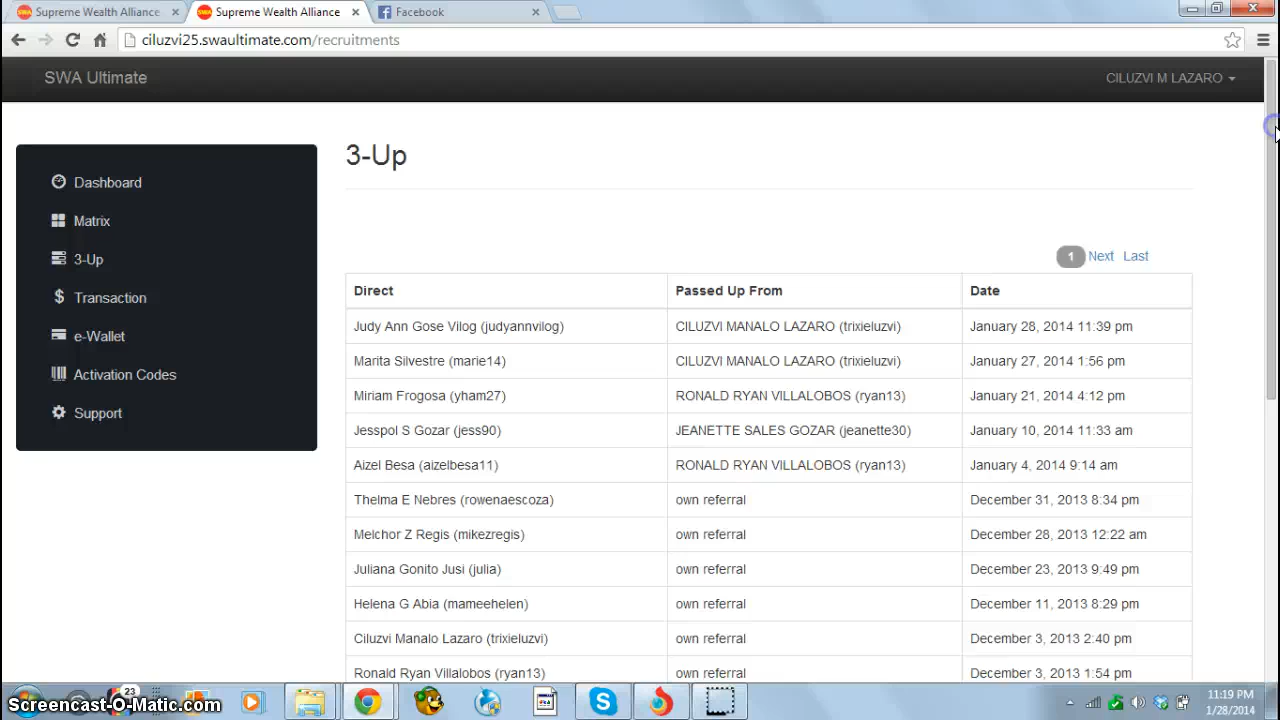 Supreme Wealth Alliance
Supreme Wealth Alliance
Facebook
ciluzvi25.swaultimate.com/recruitments
SWA Ultimate
CILUZVI M LAZARO
Dashboard
Matrix
3-Up
Transaction
e-Wallet
Activation Codes
Support
3-Up
1 Next Last
Direct Passed Up From Date
Judy Ann Gose Vilog (judyannvilog) CILUZVI MANALO LAZARO (trixieluzvi) January 28, 2014 11:39 pm
Marita Silvestre (marie14) CILUZVI MANALO LAZARO (trixieluzvi) January 27, 2014 1:56 pm
Miriam Frogosa (yham27) RONALD RYAN VILLALOBOS (ryan13) January 21, 2014 4:12 pm
Jesspol S Gozar (jess90) JEANETTE SALES GOZAR (jeanette30) January 10, 2014 11:33 am
Aizel Besa (aizelbesa11) RONALD RYAN VILLALOBOS (ryan13) January 4, 2014 9:14 am
Thelma E Nebres (rowenaescoza) own referral December 31, 2013 8:34 pm
Melchor Z Regis (mikezregis) own referral December 28, 2013 12:22 am
Juliana Gonito Jusi (julia) own referral December 23, 2013 9:49 pm
Helena G Abia (mameehelen) own referral December 11, 2013 8:29 pm
Ciluzvi Manalo Lazaro (trixieluzvi) own referral December 3, 2013 2:40 pm
Ronald Ryan Villalobos (ryan13) own referral December 3, 2013 1:54 pm
23
Screencast-O-Matic.com
11:19 PM
1/28/2014